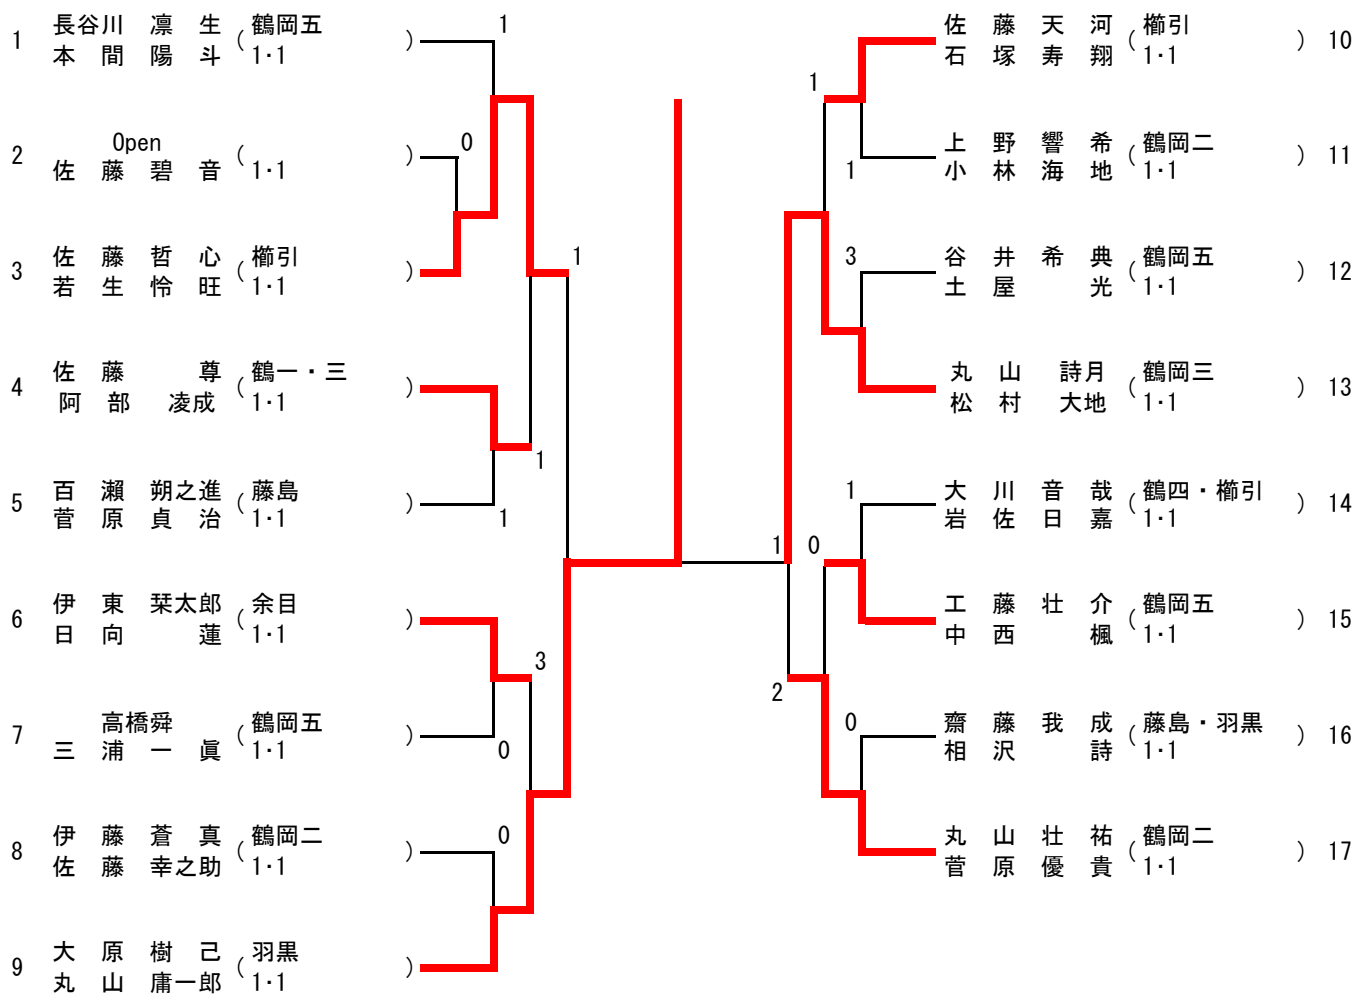 1 長谷川 凛 生 ( 鶴岡五 )
本 間 陽 斗 1·1
1
2 Open ( )
佐 藤 碧 音 1·1
0
3 佐 藤 哲 心 ( 櫛引 )
若 生 怜 旺 1·1
1
4 佐 藤 尊 ( 鶴一・三 )
阿 部 凌成 1·1
1
5 百 瀬 朔之進 ( 藤島 )
菅 原 貞 治 1·1
1
6 伊 東 栞太郎 ( 余目 )
日 向 蓮 1·1
3
7 高橋舜 ( 鶴岡五 )
三 浦 一 眞 1·1
0
8 伊 藤 蒼 真 ( 鶴岡二 )
佐 藤 幸之助 1·1
0
9 大 原 樹 己 ( 羽黒 )
丸 山 庸一郎 1·1
佐 藤 天 河 ( 櫛引 ) 10
石 塚 寿 翔 1·1
1
上 野 響 希 ( 鶴岡二 ) 11
小 林 海 地 1·1
1
谷 井 希 典 ( 鶴岡五 ) 12
土 屋 光 1·1
3
丸 山 詩月 ( 鶴岡三 ) 13
松 村 大地 1·1
大 川 音 哉 ( 鶴四・櫛引 ) 14
岩 佐 日 嘉 1·1
1
1 0
工 藤 壮 介 ( 鶴岡五 ) 15
中 西 楓 1·1
2
齋 藤 我 成 ( 藤島・羽黒 ) 16
相 沢 詩 1·1
0
丸 山 壮 祐 ( 鶴岡二 ) 17
菅 原 優 貴 1·1